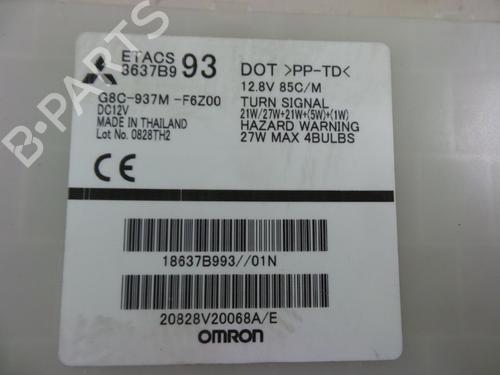 ETACS
3637B9 93
G8C-937M -F6Z00
DC12V
MADE IN THAILAND
Lot No. 0828TH2
DOT >PP-TD<
12.8V 85C/M
TURN SIGNAL
21W/27W+21W+(5W)+(1W)
HAZARD WARNING
27W MAX 4BULBS
CE
18637B993//01N
20828V20068A/E
OMRON
B-PARTS